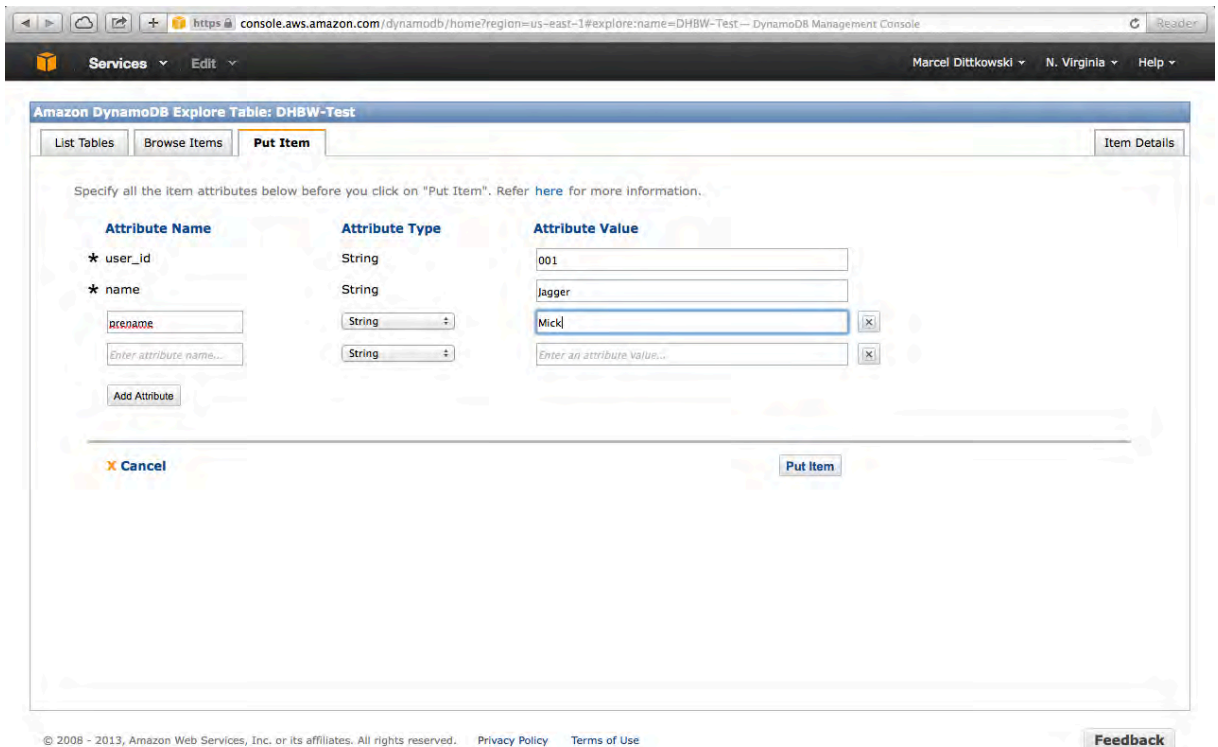 https console.aws.amazon.com/dynamodb/home?region=us-east-1#explore:name=DHBW-Test — DynamoDB Management Console Reader
Services Edit Marcel Dittkowski N. Virginia Help
Amazon DynamoDB Explore Table: DHBW-Test
List Tables Browse Items Put Item Item Details
Specify all the item attributes below before you click on "Put Item". Refer here for more information.
Attribute Name Attribute Type Attribute Value
* user_id String 001
* name String Jagger
prename String Mick
Enter attribute name... String Enter an attribute value...
Add Attribute
X Cancel Put Item
© 2008 - 2013, Amazon Web Services, Inc. or its affiliates. All rights reserved. Privacy Policy Terms of Use Feedback